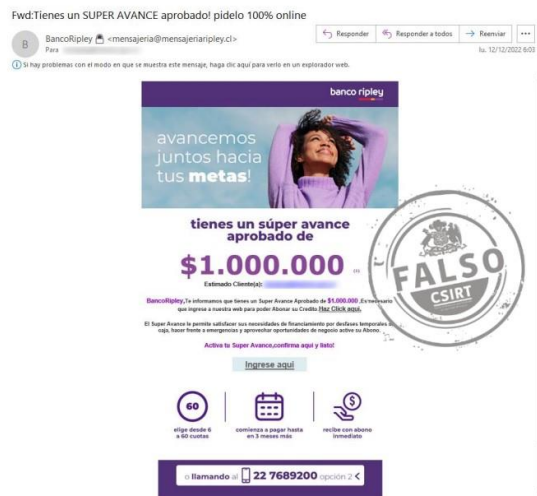 Fwd:Tienes un SUPER AVANCE aprobado! pidelo 100% online
B
BancoRipley <mensajeria@mensajeriaripley.cl>
Para
Responder
Responder a todos
Reenviar
lu. 12/12/2022 6:03
Si hay problemas con el modo en que se muestra este mensaje, haga clic aquí para verlo en un explorador web.
banco ripley
avancemos
juntos hacia
tus metas!
tienes un súper avance
aprobado de
$1.000.000
Estimado Cliente(a):
FALSO
CSIRT
BancoRipley,Te informamos que tienes un Super Avance Aprobado de $1.000.000 ,Es necesario
que ingrese a nuestra web para poder Abonar su Credito.Haz Click aquí.
El Super Avance le permite satisfacer sus necesidades de financiamiento por desfases temporales
caja, hacer frente a emergencias y aprovechar oportunidades de negocio active su Abono.
Activa tu Super Avance,confirma aqui y listo!
Ingrese aqui
60
elige desde 6
a 60 cuotas
comienza a pagar hasta
en 3 meses más
$
recibe con abono
inmediato
o llamando al 22 7689200 opción 2 <